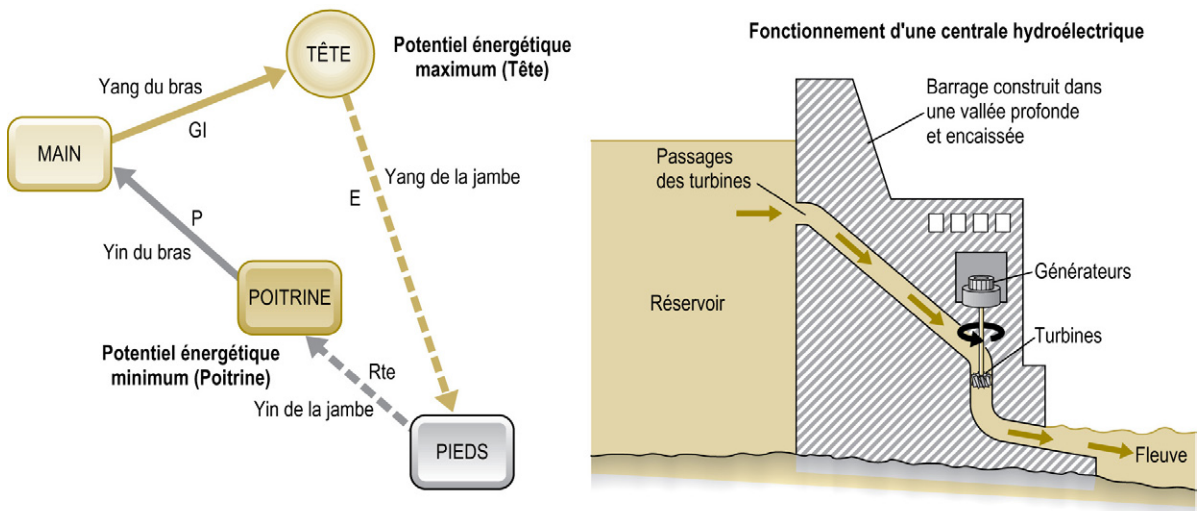 TÊTE
Potentiel énergétique
maximum (Tête)
Yang du bras
GI
MAIN
Yang de la jambe
E
P
Yin du bras
POITRINE
Potentiel énergétique
minimum (Poitrine)
Rte
Yin de la jambe
PIEDS
Fonctionnement d'une centrale hydroélectrique
Barrage construit dans
une vallée profonde
et encaissée
Passages
des turbines
Réservoir
Générateurs
Turbines
Fleuve